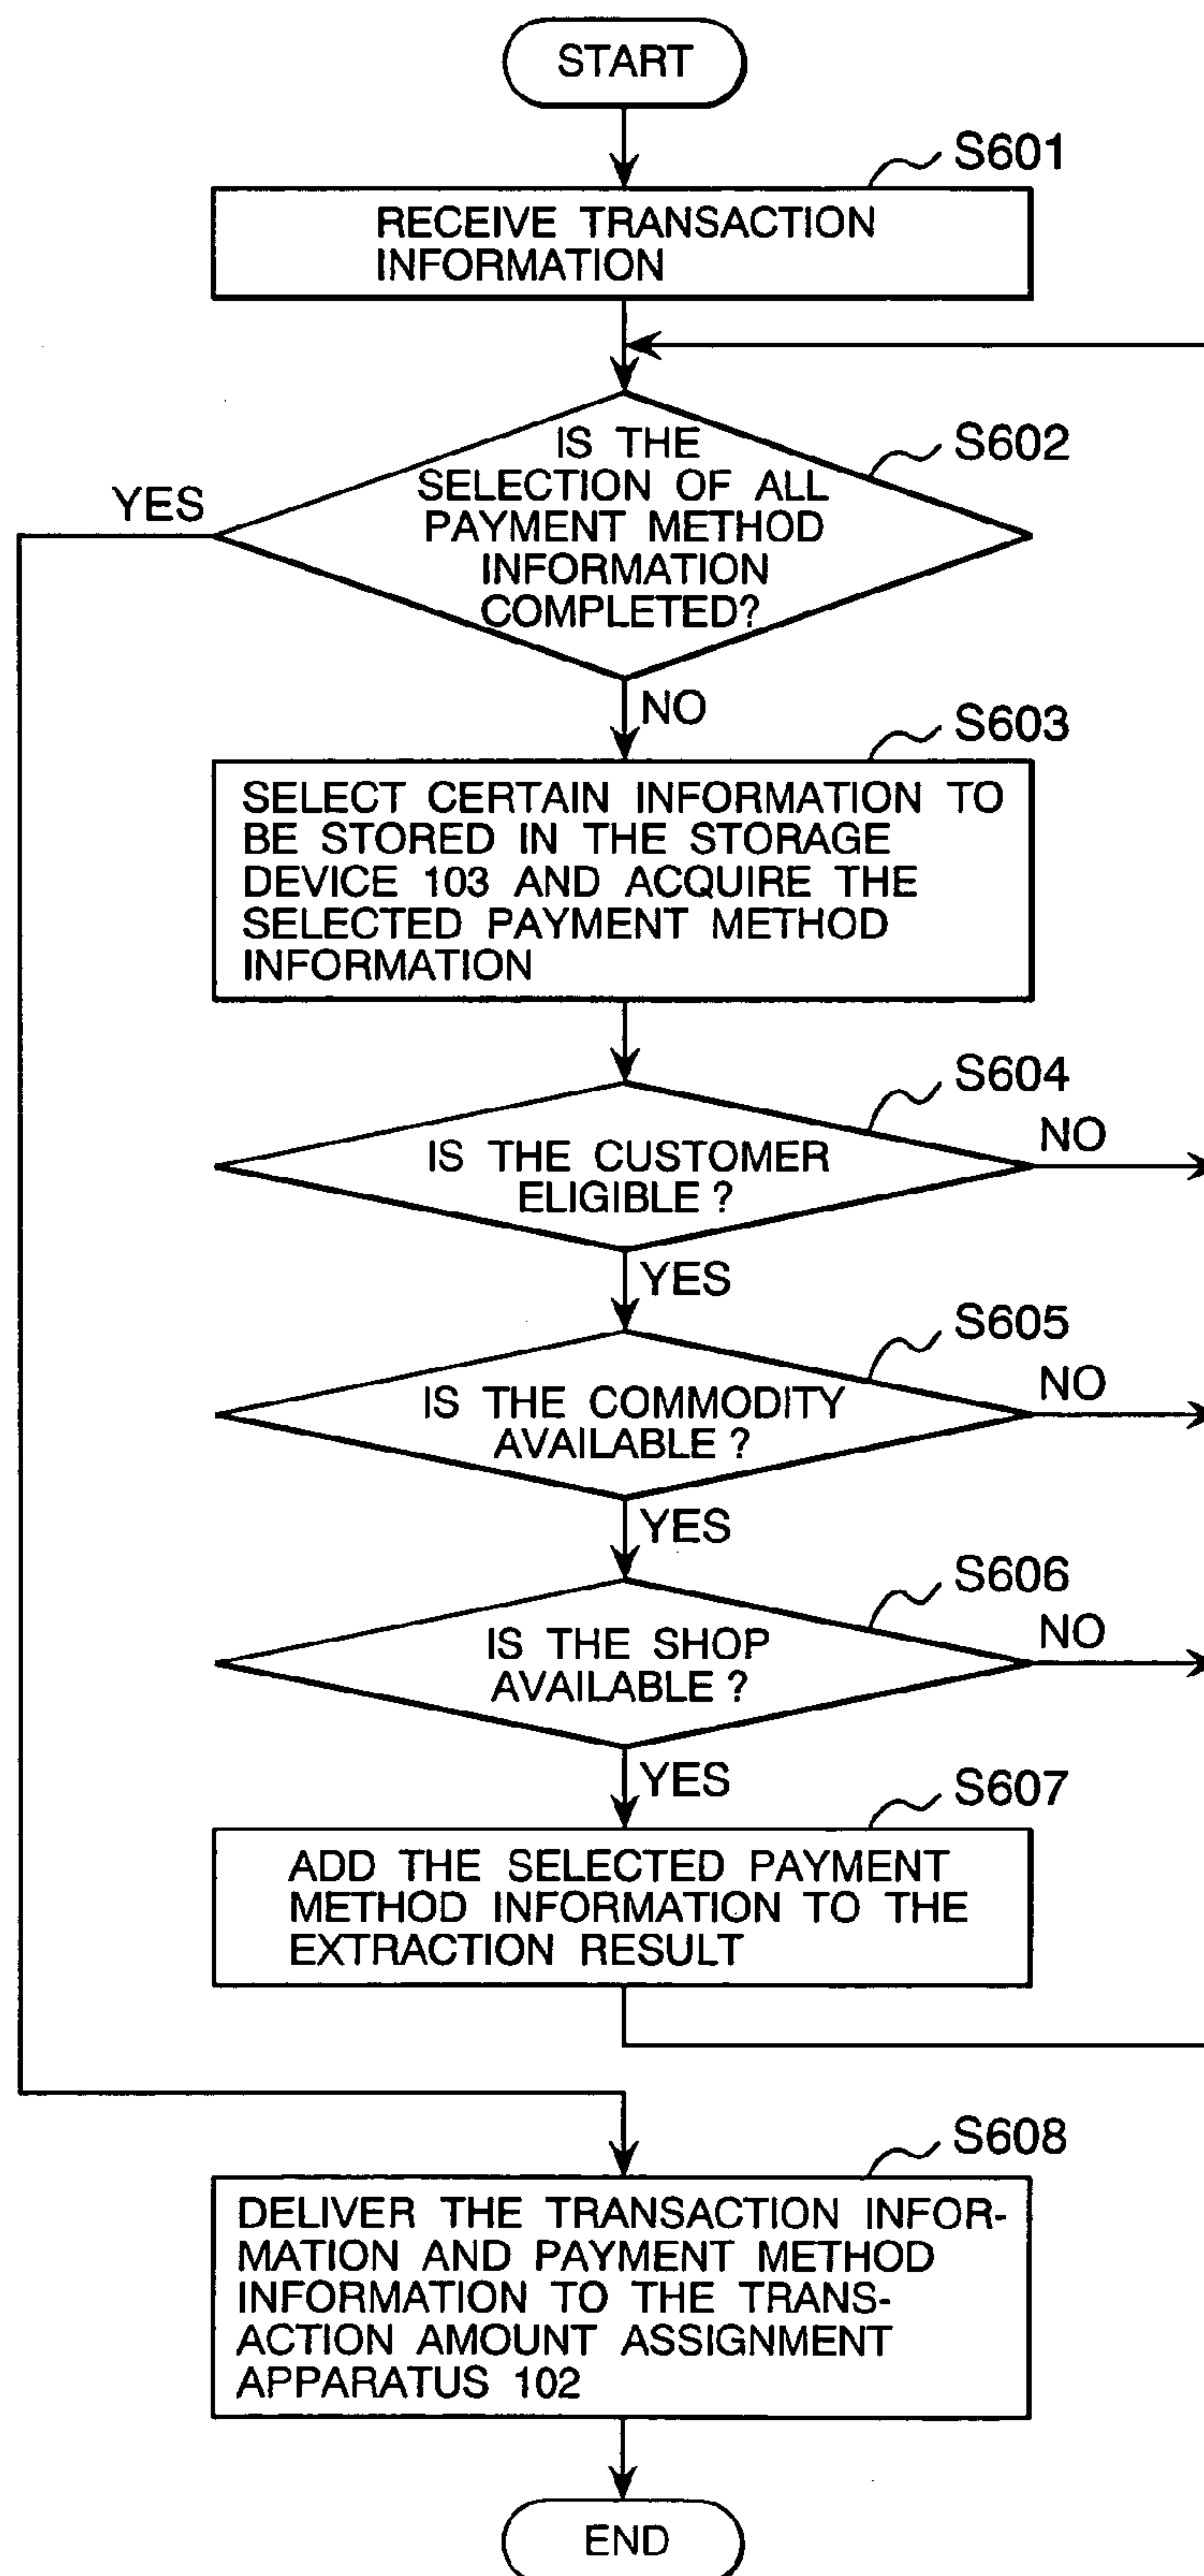 START
S601
RECEIVE TRANSACTION
INFORMATION
S602
IS THE
SELECTION OF ALL
PAYMENT METHOD
INFORMATION
COMPLETED?
YES
NO
S603
SELECT CERTAIN INFORMATION TO
BE STORED IN THE STORAGE
DEVICE 103 AND ACQUIRE THE
SELECTED PAYMENT METHOD
INFORMATION
S604
IS THE CUSTOMER
ELIGIBLE ?
NO
YES
S605
IS THE COMMODITY
AVAILABLE ?
NO
YES
S606
IS THE SHOP
AVAILABLE ?
NO
YES
S607
ADD THE SELECTED PAYMENT
METHOD INFORMATION TO THE
EXTRACTION RESULT
S608
DELIVER THE TRANSACTION INFOR-
MATION AND PAYMENT METHOD
INFORMATION TO THE TRANS-
ACTION AMOUNT ASSIGNMENT
APPARATUS 102
END